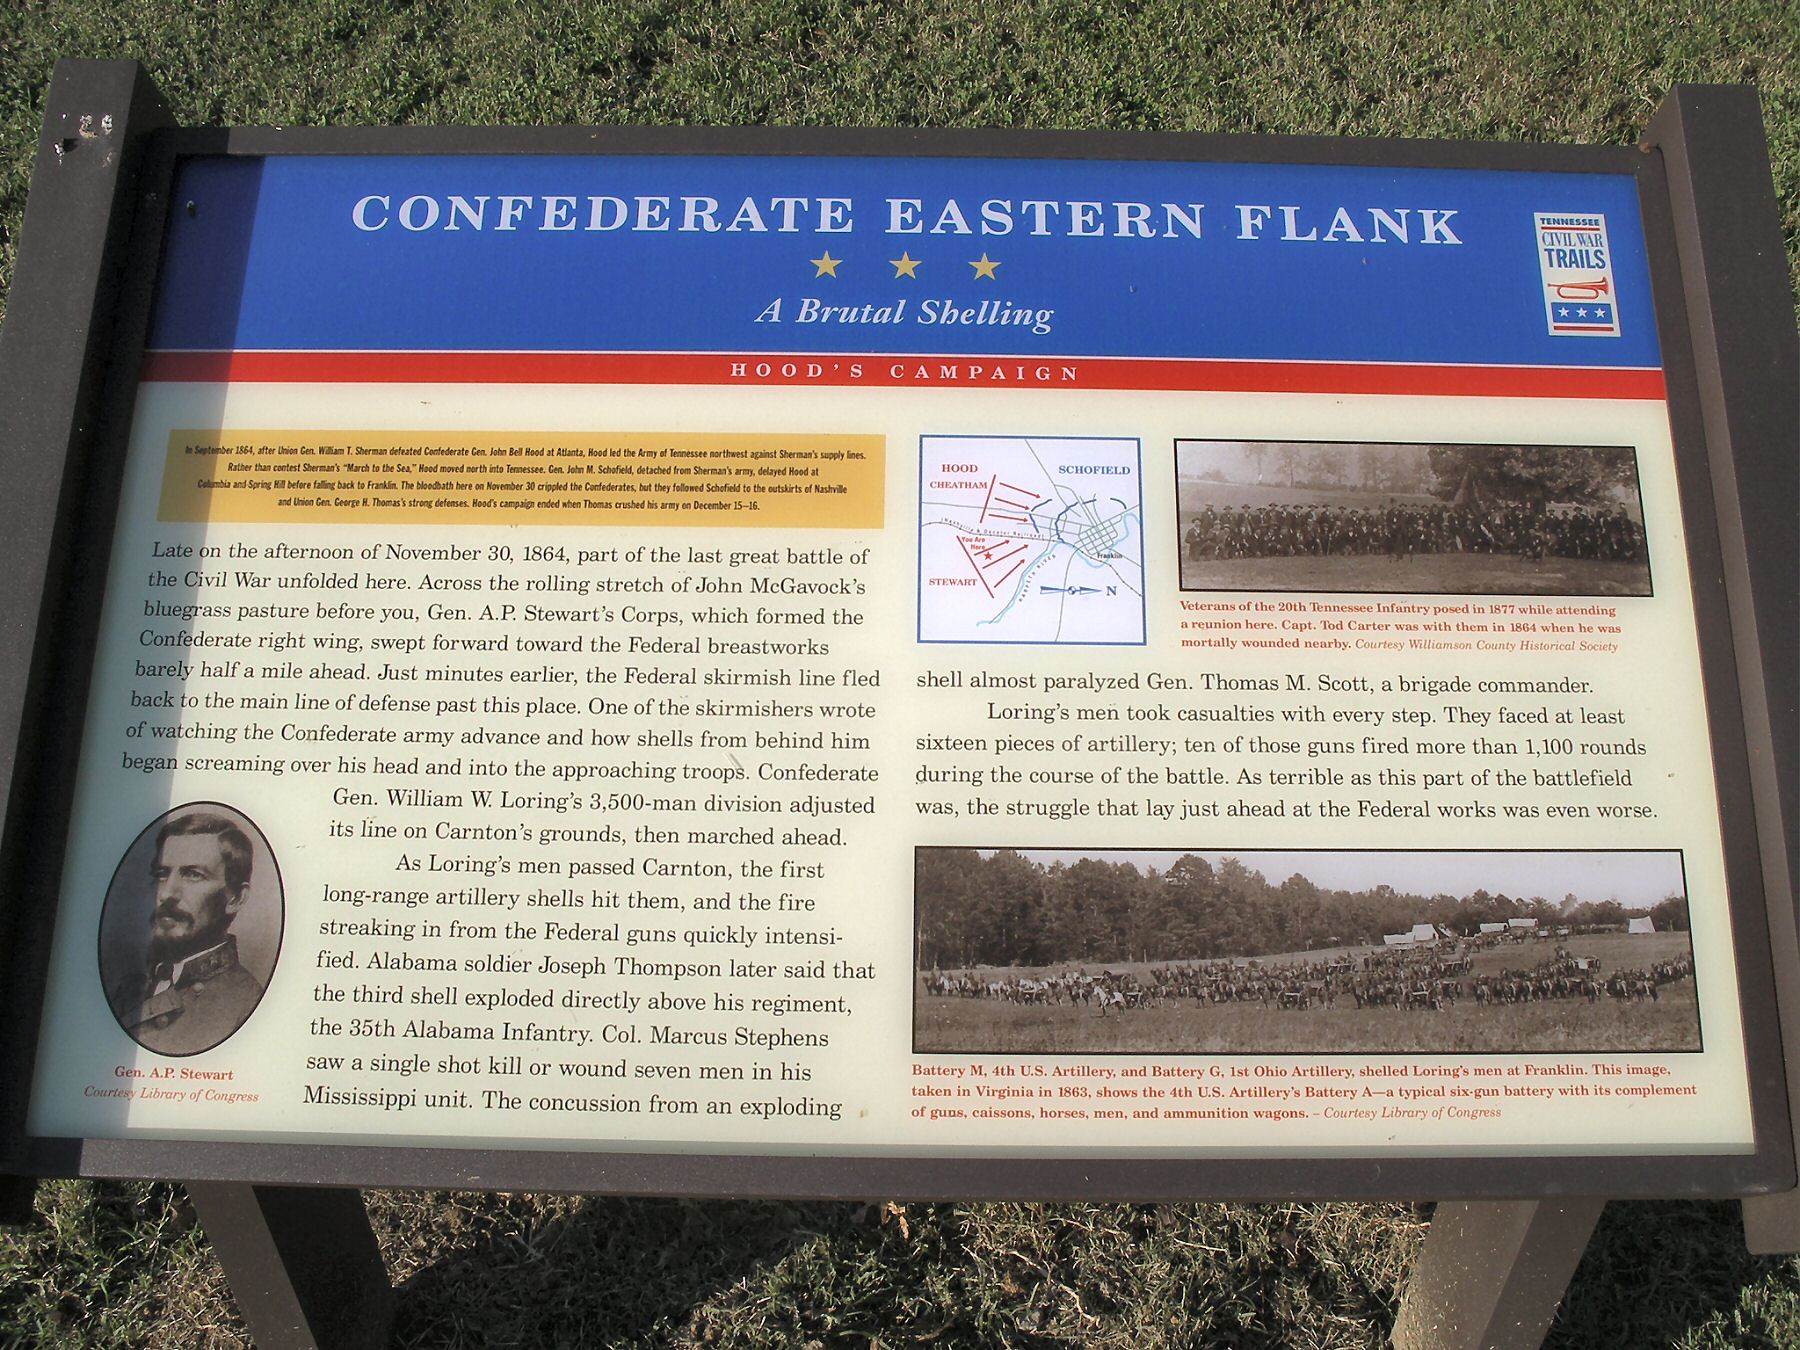 CONFEDERATE EASTERN FLANK
A Brutal Shelling
TENNESSEE
CIVIL WAR
TRAILS
HOOD'S CAMPAIGN
In September 1864, after Union Gen. William T. Sherman defeated Confederate Gen. John Bell Hood at Atlanta, Hood led the Army of Tennessee northwest against Sherman's supply lines.
Rather than contest Sherman's "March to the Sea," Hood moved north into Tennessee. Gen. John M. Schofield, detached from Sherman's army, delayed Hood at
Columbia and Spring Hill before falling back to Franklin. The bloodbath here on November 30 crippled the Confederates, but they followed Schofield to the outskirts of Nashville
and Union Gen. George H. Thomas's strong defenses. Hood's campaign ended when Thomas crushed his army on December 15–16.
Late on the afternoon of November 30, 1864, part of the last great battle of
the Civil War unfolded here. Across the rolling stretch of John McGavock's
bluegrass pasture before you, Gen. A.P. Stewart's Corps, which formed the
Confederate right wing, swept forward toward the Federal breastworks
barely half a mile ahead. Just minutes earlier, the Federal skirmish line fled
back to the main line of defense past this place. One of the skirmishers wrote
of watching the Confederate army advance and how shells from behind him
began screaming over his head and into the approaching troops. Confederate
Gen. William W. Loring's 3,500-man division adjusted
its line on Carnton's grounds, then marched ahead.
As Loring's men passed Carnton, the first
long-range artillery shells hit them, and the fire
streaking in from the Federal guns quickly intensi-
fied. Alabama soldier Joseph Thompson later said that
the third shell exploded directly above his regiment,
the 35th Alabama Infantry. Col. Marcus Stephens
saw a single shot kill or wound seven men in his
Mississippi unit. The concussion from an exploding
Gen. A.P. Stewart
Courtesy Library of Congress
HOOD
CHEATHAM
SCHOFIELD
Nashville & Decatur Railroad
You Are
Here
STEWART
Franklin
HARPETH RIVER
N
Veterans of the 20th Tennessee Infantry posed in 1877 while attending
a reunion here. Capt. Tod Carter was with them in 1864 when he was
mortally wounded nearby. Courtesy Williamson County Historical Society
shell almost paralyzed Gen. Thomas M. Scott, a brigade commander.
Loring's men took casualties with every step. They faced at least
sixteen pieces of artillery; ten of those guns fired more than 1,100 rounds
during the course of the battle. As terrible as this part of the battlefield
was, the struggle that lay just ahead at the Federal works was even worse.
Battery M, 4th U.S. Artillery, and Battery G, 1st Ohio Artillery, shelled Loring's men at Franklin. This image,
taken in Virginia in 1863, shows the 4th U.S. Artillery's Battery A—a typical six-gun battery with its complement
of guns, caissons, horses, men, and ammunition wagons. – Courtesy Library of Congress